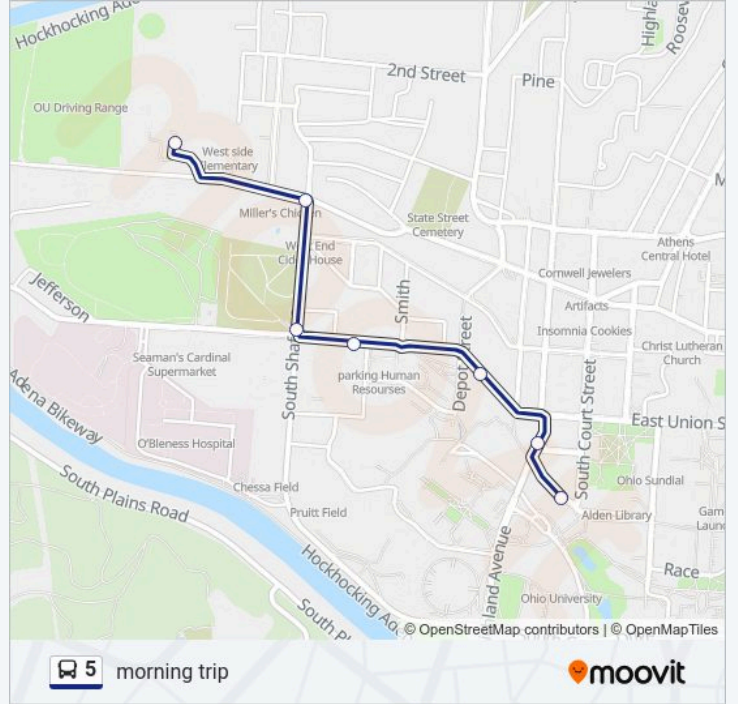 Hockhocking Ad
Highla
Roosev
2nd Street
Pine
OU Driving Range
West side
Elementary
Miller's Chicken
State Street
Cemetery
West End
Cider House
Athens
Central Hotel
Cornwell Jewelers
Jefferson
Smith
Artifacts
Insomnia Cookies
Depot Street
Christ Lutheran
Church
Seaman's Cardinal
Supermarket
South Shaf
parking Human
Resourses
South Court Street
Adena Bikeway
O'Bleness Hospital
East Union S
Ohio Sundial
South Plains Road
Chessa Field
Pruitt Field
Alden Library
Gam
Laun
Hockhocking Ad
land Avenue
Race
Ohio University
South Pl
© OpenStreetMap contributors | © OpenMapTiles
5 morning trip
moovit